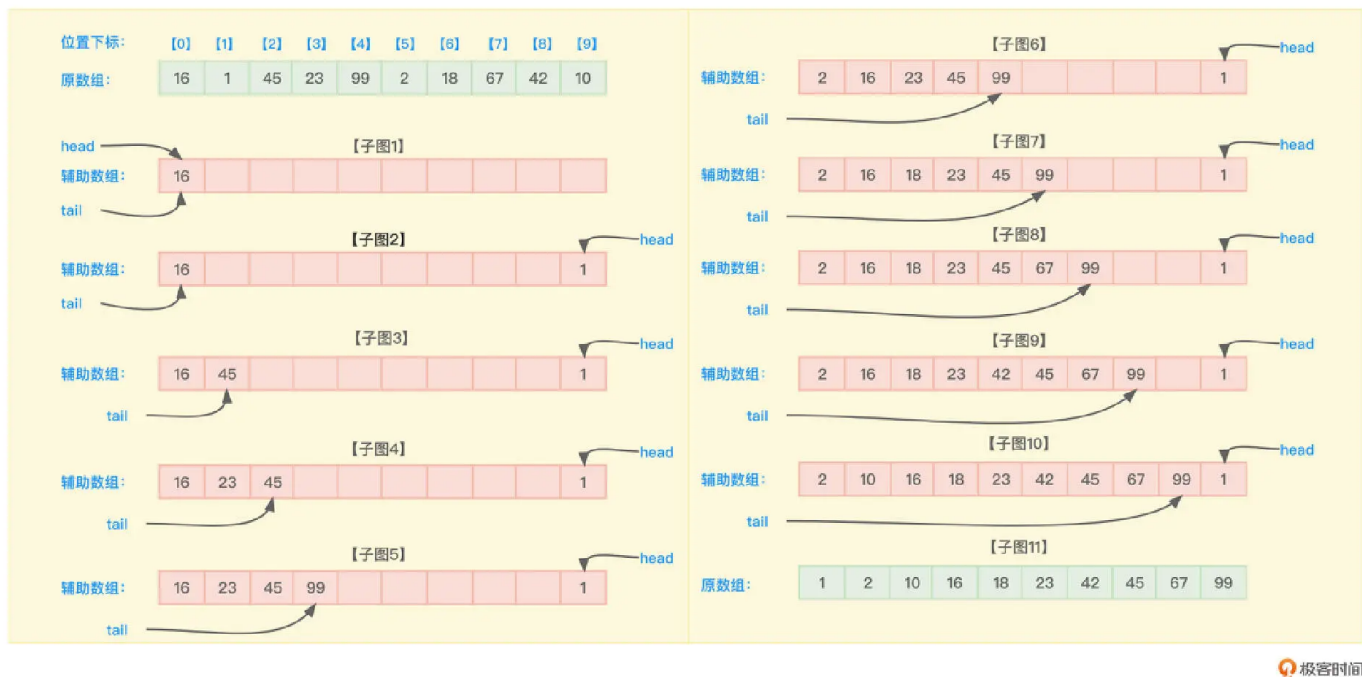 位置下标： 【0】 【1】 【2】 【3】 【4】 【5】 【6】 【7】 【8】 【9】
原数组： 16 1 45 23 99 2 18 67 42 10
【子图1】
head
辅助数组： 16
tail
【子图2】
head
辅助数组： 16 1
tail
【子图3】
head
辅助数组： 16 45 1
tail
【子图4】
head
辅助数组： 16 23 45 1
tail
【子图5】
head
辅助数组： 16 23 45 99 1
tail
【子图6】
head
辅助数组： 2 16 23 45 99 1
tail
【子图7】
head
辅助数组： 2 16 18 23 45 99 1
tail
【子图8】
head
辅助数组： 2 16 18 23 45 67 99 1
tail
【子图9】
head
辅助数组： 2 16 18 23 42 45 67 99 1
tail
【子图10】
head
辅助数组： 2 10 16 18 23 42 45 67 99 1
tail
【子图11】
原数组： 1 2 10 16 18 23 42 45 67 99
极客时间